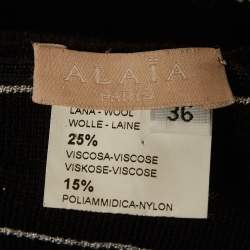 ALAÏA
PARIS
LANA - WOOL
WOLLE - LAINE
36
25%
VISCOSA-VISCOSE
VISKOSE-VISCOSE
15%
POLIAMMIDICA-NYLON